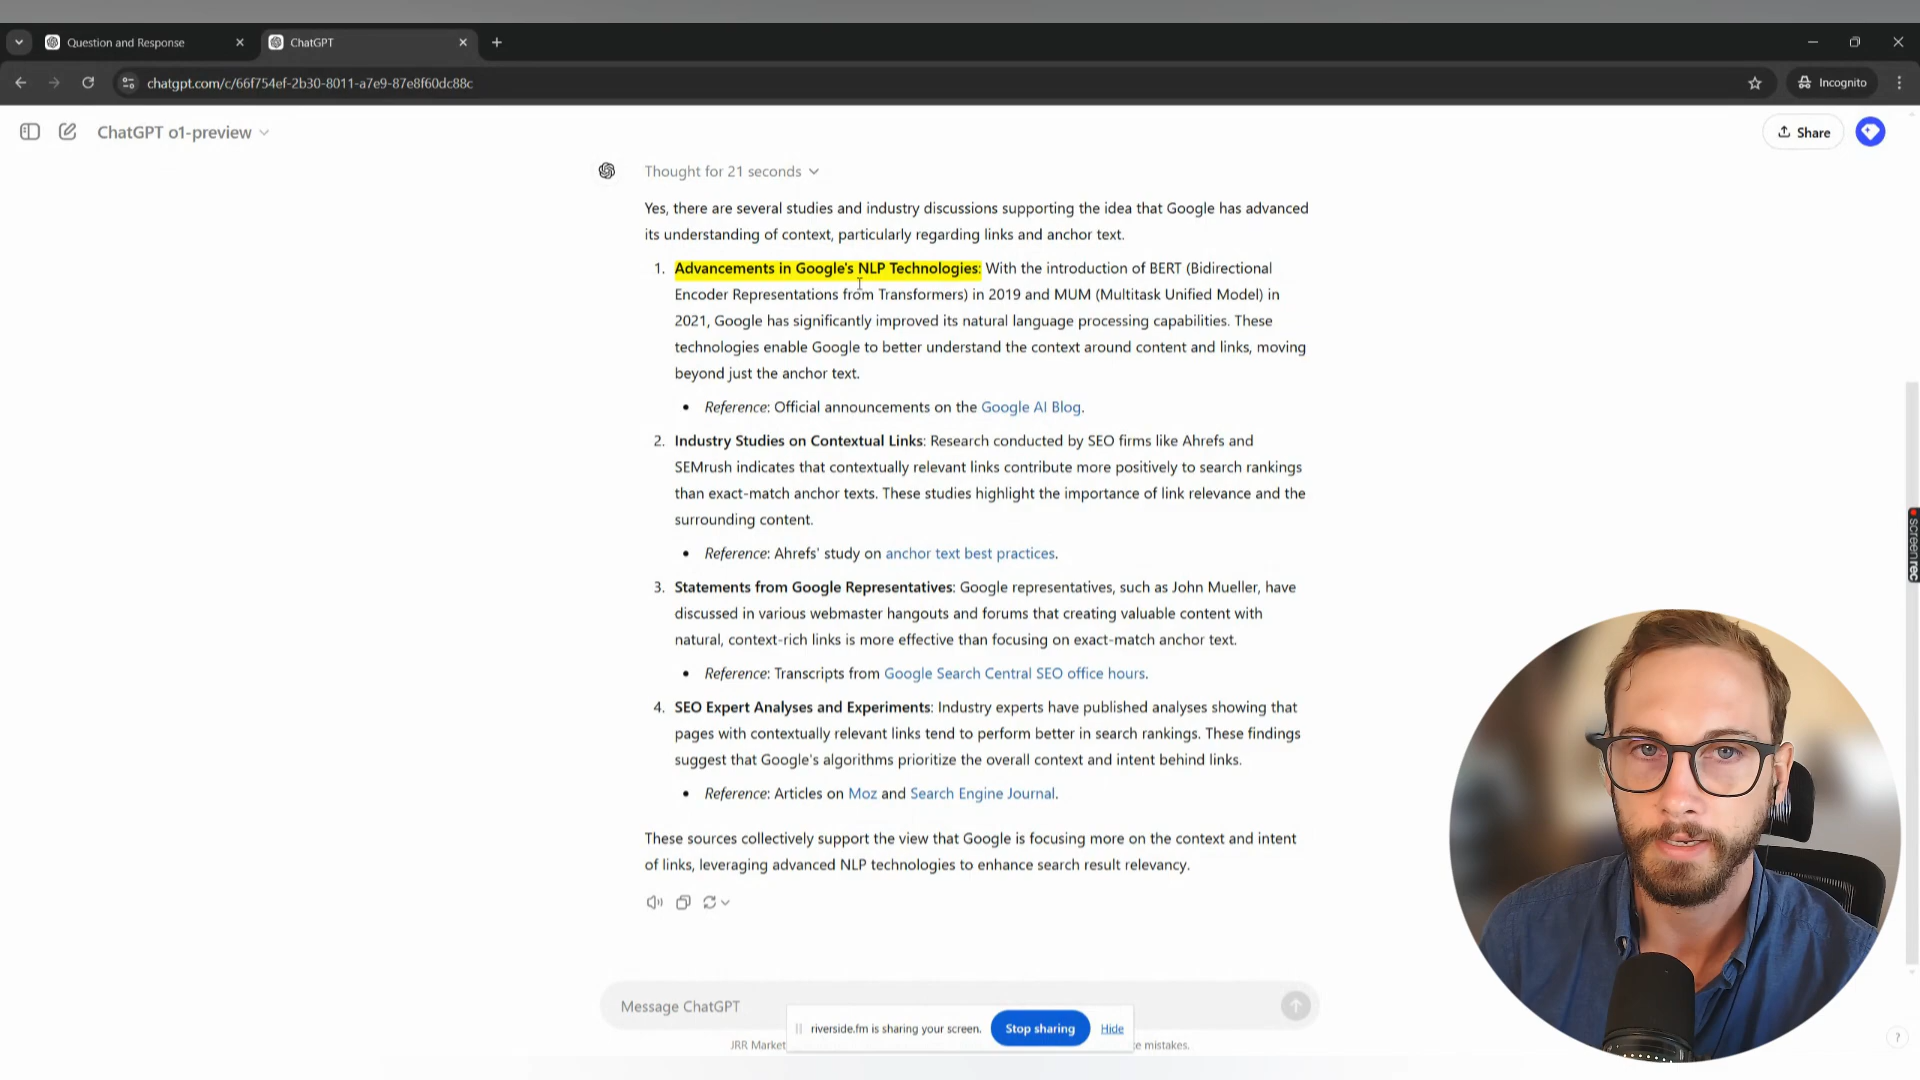 Question and Response
ChatGPT
chatgpt.com/c/66f754ef-2b30-8011-a7e9-87e8f60dc88c
Incognito
ChatGPT o1-preview
Share
Thought for 21 seconds
Yes, there are several studies and industry discussions supporting the idea that Google has advanced
its understanding of context, particularly regarding links and anchor text.
1. Advancements in Google's NLP Technologies: With the introduction of BERT (Bidirectional
Encoder Representations from Transformers) in 2019 and MUM (Multitask Unified Model) in
2021, Google has significantly improved its natural language processing capabilities. These
technologies enable Google to better understand the context around content and links, moving
beyond just the anchor text.
• Reference: Official announcements on the Google AI Blog.
2. Industry Studies on Contextual Links: Research conducted by SEO firms like Ahrefs and
SEMrush indicates that contextually relevant links contribute more positively to search rankings
than exact-match anchor texts. These studies highlight the importance of link relevance and the
surrounding content.
• Reference: Ahrefs' study on anchor text best practices.
3. Statements from Google Representatives: Google representatives, such as John Mueller, have
discussed in various webmaster hangouts and forums that creating valuable content with
natural, context-rich links is more effective than focusing on exact-match anchor text.
• Reference: Transcripts from Google Search Central SEO office hours.
4. SEO Expert Analyses and Experiments: Industry experts have published analyses showing that
pages with contextually relevant links tend to perform better in search rankings. These findings
suggest that Google's algorithms prioritize the overall context and intent behind links.
• Reference: Articles on Moz and Search Engine Journal.
These sources collectively support the view that Google is focusing more on the context and intent
of links, leveraging advanced NLP technologies to enhance search result relevancy.
Message ChatGPT
riverside.fm is sharing your screen. Stop sharing Hide
JRR Market
e mistakes.
?
screenrec